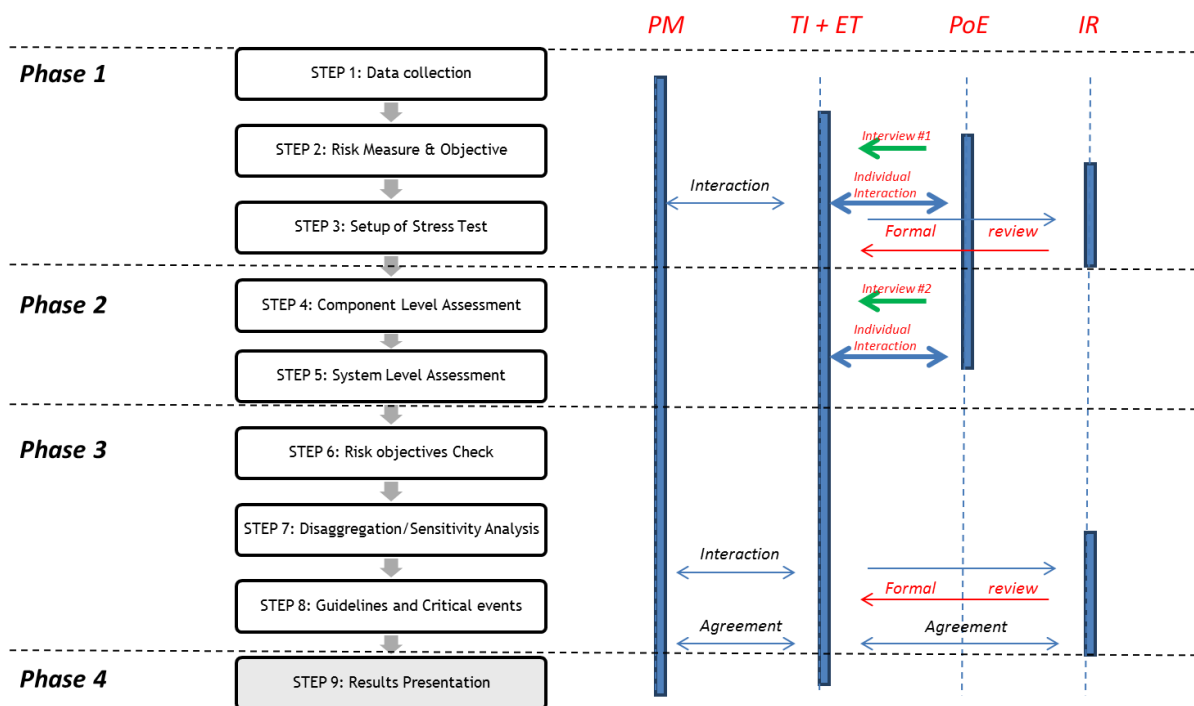 PM
TI + ET
PoE
IR
Phase 1
STEP 1: Data collection
STEP 2: Risk Measure & Objective
Interview #1
Individual
Interaction
Interaction
STEP 3: Setup of Stress Test
Formal review
Phase 2
STEP 4: Component Level Assessment
Interview #2
Individual
Interaction
STEP 5: System Level Assessment
Phase 3
STEP 6: Risk objectives Check
STEP 7: Disaggregation/Sensitivity Analysis
Interaction
Formal review
STEP 8: Guidelines and Critical events
Agreement
Agreement
Phase 4
STEP 9: Results Presentation